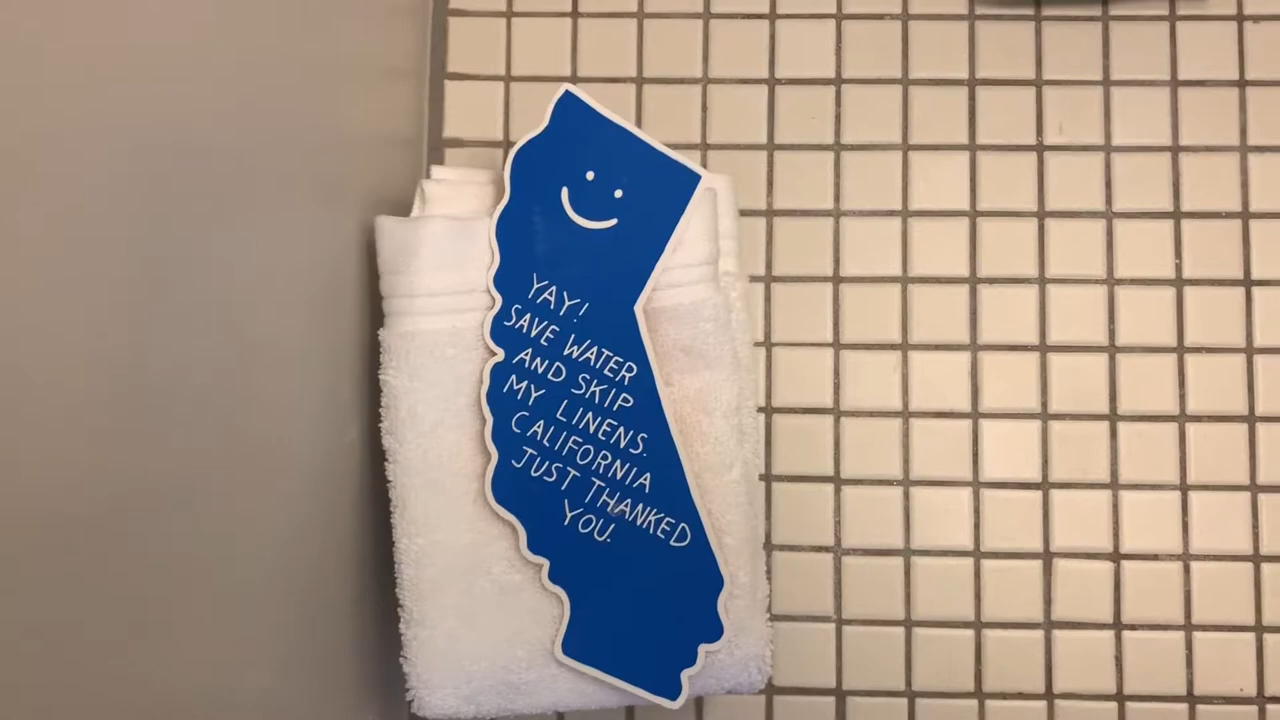 YAY!
SAVE WATER
AND SKIP
MY LINENS.
CALIFORNIA
JUST THANKED
YOU.